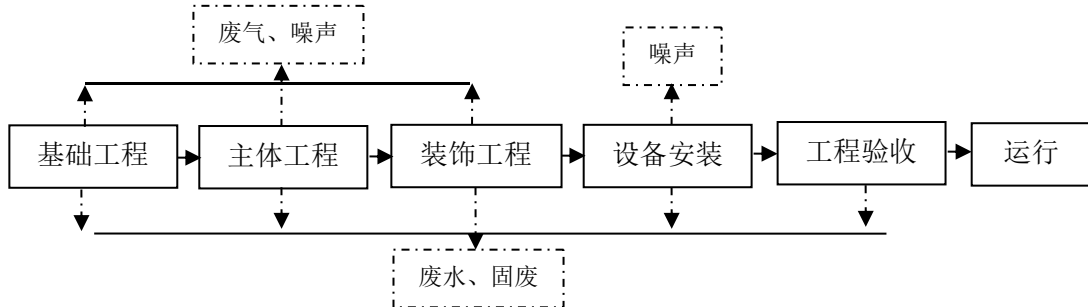 废气、噪声
噪声
基础工程
主体工程
装饰工程
设备安装
工程验收
运行
废水、固废